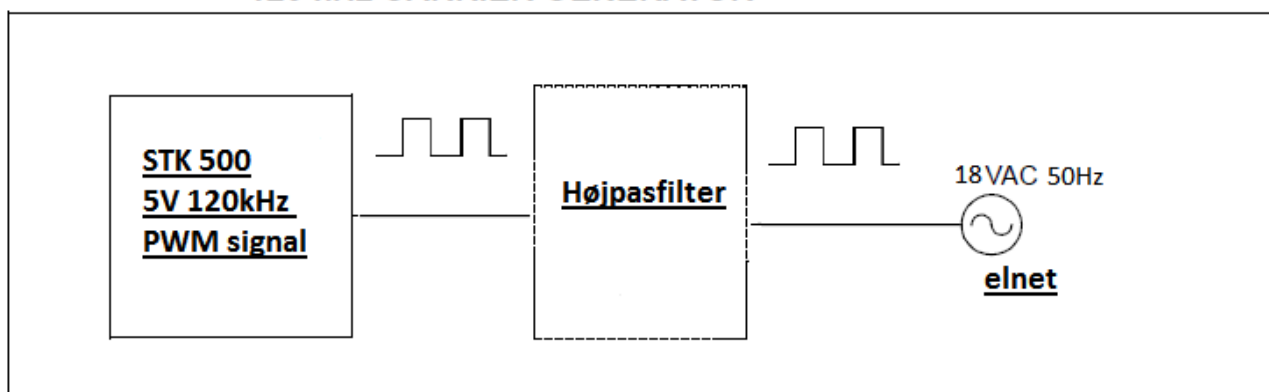 STK 500
5V 120kHz
PWM signal
Højpasfilter
18VAC 50Hz
elnet